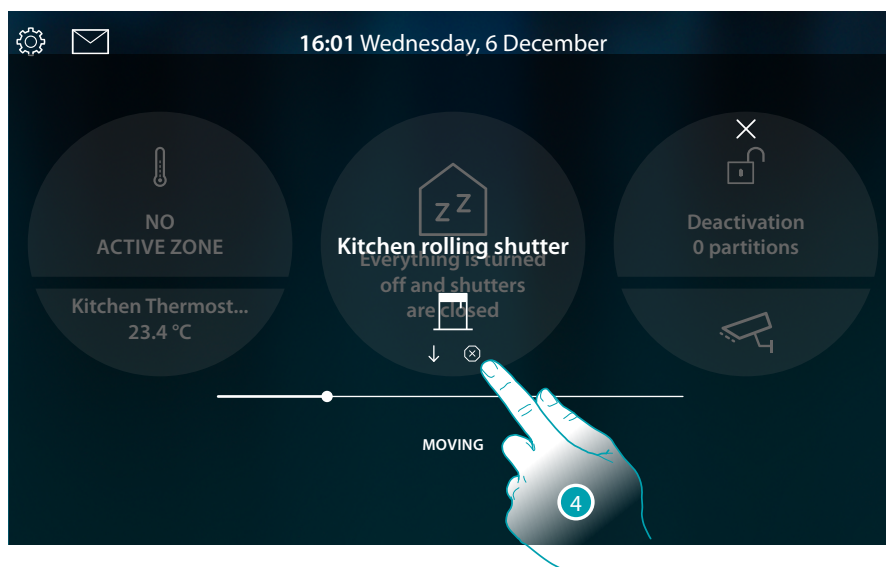 16:01 Wednesday, 6 December
NO
ACTIVE ZONE
Kitchen Thermost...
23.4 °C
z Z
Kitchen rolling shutter
Everything is turned
off and shutters
are closed
MOVING
Deactivation
0 partitions
4